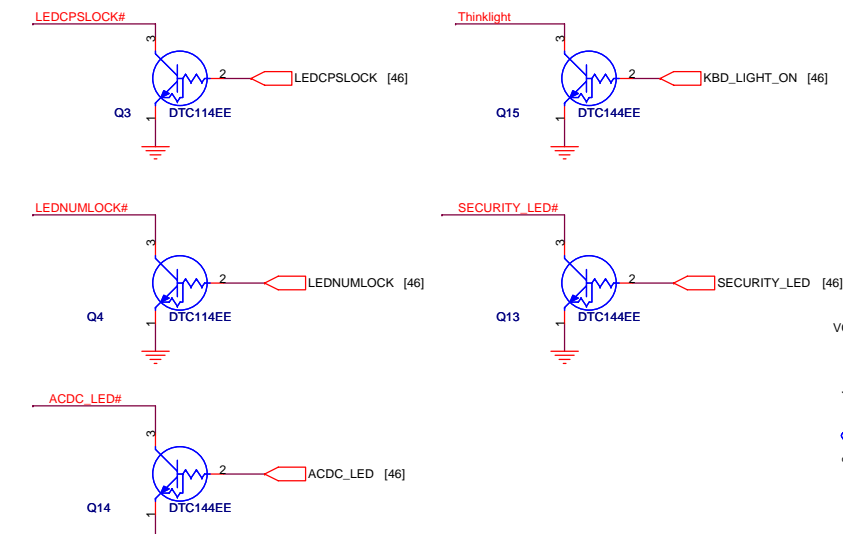 LEDCPSLOCK#
3
2
LEDCPSLOCK [46]
Q3
DTC114EE
1
Thinklight
3
2
KBD_LIGHT_ON [46]
Q15
DTC144EE
1
LEDNUMLOCK#
3
2
LEDNUMLOCK [46]
Q4
DTC114EE
1
SECURITY_LED#
3
2
SECURITY_LED [46]
Q13
DTC144EE
1
ACDC_LED#
3
2
ACDC_LED [46]
Q14
DTC144EE
1